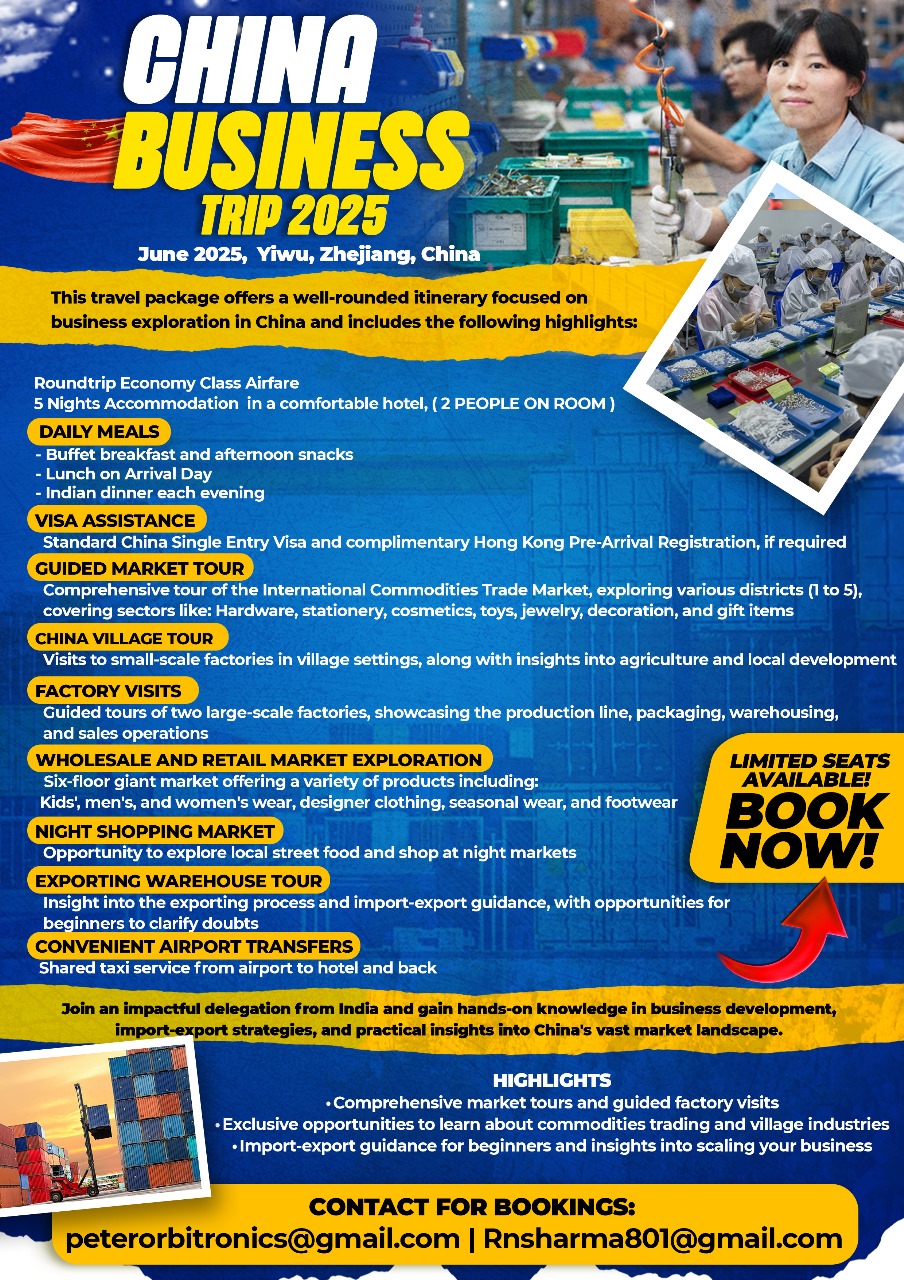 CHINA
BUSINESS
TRIP 2025
June 2025, Yiwu, Zhejiang, China
This travel package offers a well-rounded itinerary focused on
business exploration in China and includes the following highlights:
Roundtrip Economy Class Airfare
5 Nights Accommodation in a comfortable hotel, ( 2 PEOPLE ON ROOM )
DAILY MEALS
- Buffet breakfast and afternoon snacks
- Lunch on Arrival Day
- Indian dinner each evening
VISA ASSISTANCE
Standard China Single Entry Visa and complimentary Hong Kong Pre-Arrival Registration, if required
GUIDED MARKET TOUR
Comprehensive tour of the International Commodities Trade Market, exploring various districts (1 to 5),
covering sectors like: Hardware, stationery, cosmetics, toys, jewelry, decoration, and gift items
CHINA VILLAGE TOUR
Visits to small-scale factories in village settings, along with insights into agriculture and local development
FACTORY VISITS
Guided tours of two large-scale factories, showcasing the production line, packaging, warehousing,
and sales operations
WHOLESALE AND RETAIL MARKET EXPLORATION
Six-floor giant market offering a variety of products including:
Kids', men's, and women's wear, designer clothing, seasonal wear, and footwear
NIGHT SHOPPING MARKET
Opportunity to explore local street food and shop at night markets
EXPORTING WAREHOUSE TOUR
Insight into the exporting process and import-export guidance, with opportunities for
beginners to clarify doubts
CONVENIENT AIRPORT TRANSFERS
Shared taxi service from airport to hotel and back
LIMITED SEATS
AVAILABLE!
BOOK
NOW!
Join an impactful delegation from India and gain hands-on knowledge in business development,
import-export strategies, and practical insights into China's vast market landscape.
HIGHLIGHTS
•Comprehensive market tours and guided factory visits
•Exclusive opportunities to learn about commodities trading and village industries
•Import-export guidance for beginners and insights into scaling your business
CONTACT FOR BOOKINGS:
peterorbitronics@gmail.com | Rnsharma801@gmail.com